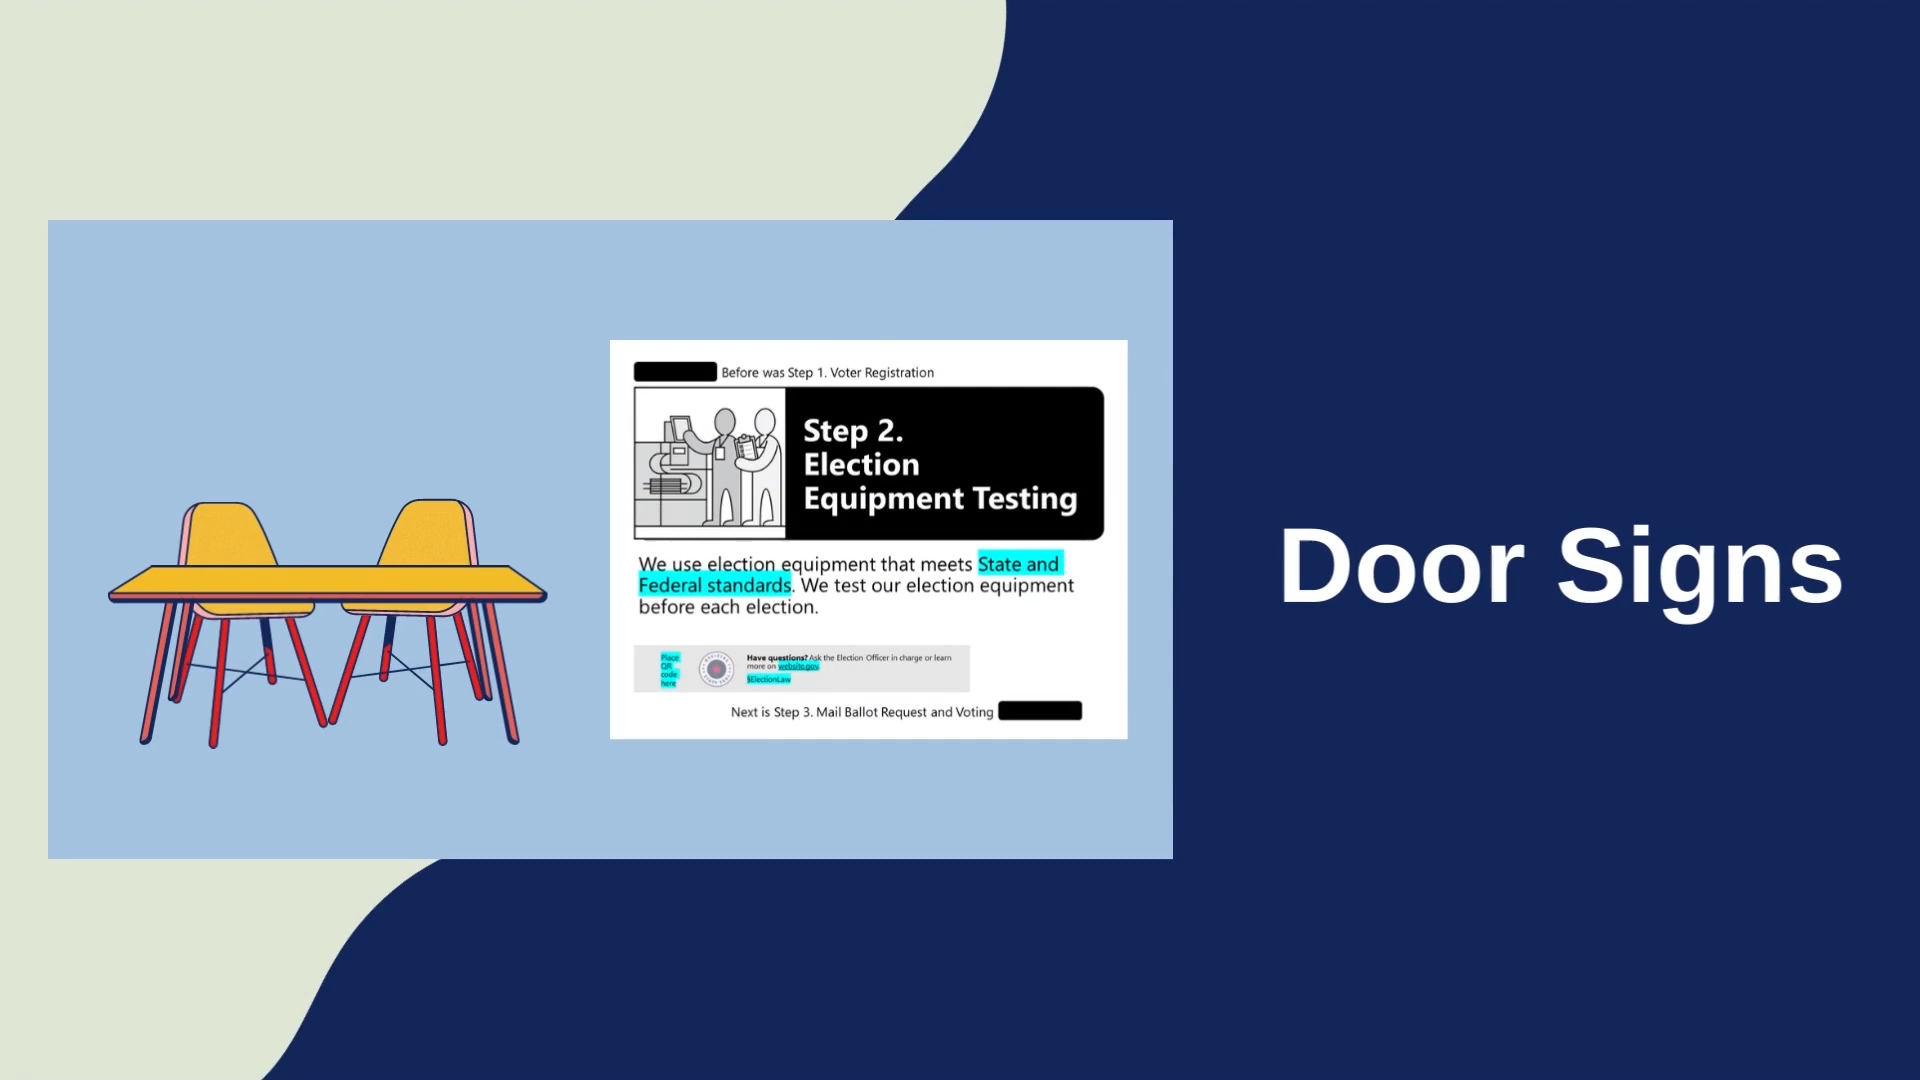 Before was Step 1. Voter Registration
Step 2.
Election
Equipment Testing
We use election equipment that meets State and
Federal standards. We test our election equipment
before each election.
Place
QR
code
here
Have questions? Ask the Election Officer in charge or learn
more on website.gov
§ElectionLaw
Next is Step 3. Mail Ballot Request and Voting
Door Signs